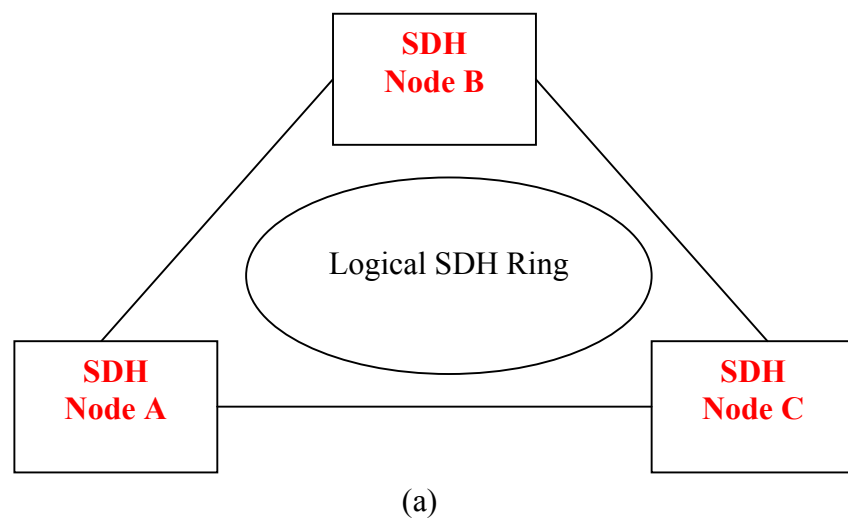 SDH
Node B
Logical SDH Ring
SDH
Node A
SDH
Node C
(a)